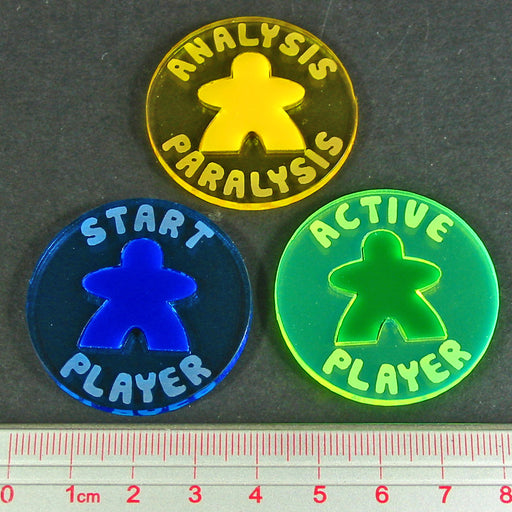 ANALYSIS
PARALYSIS
START
PLAYER
ACTIVE
PLAYER
0 1cm 2 3 4 5 6 7 8